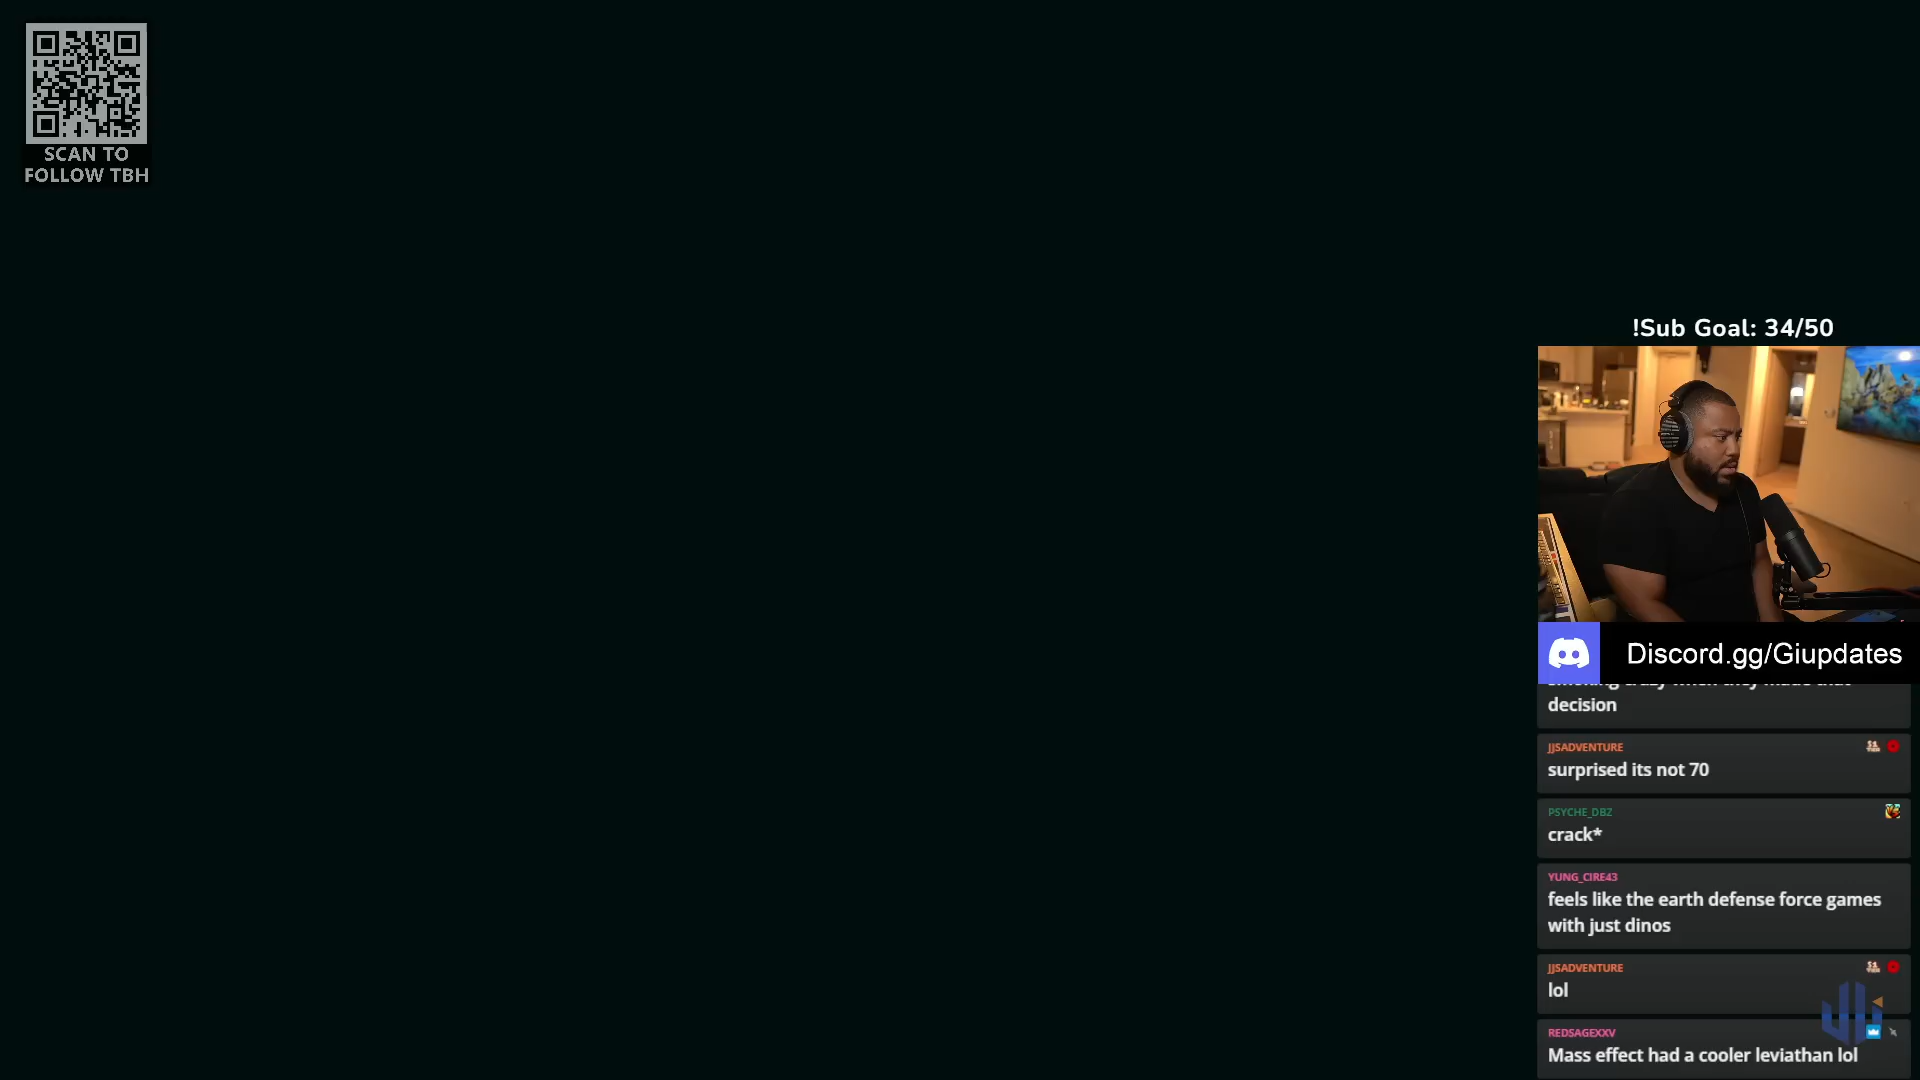 SCAN TO
FOLLOW TBH
!Sub Goal: 34/50
Discord.gg/Giupdates
decision
JJSADVENTURE
surprised its not 70
PSYCHE_DBZ
crack*
YUNG_CIRE43
feels like the earth defense force games
with just dinos
JJSADVENTURE
lol
REDSAGEXXV
Mass effect had a cooler leviathan lol